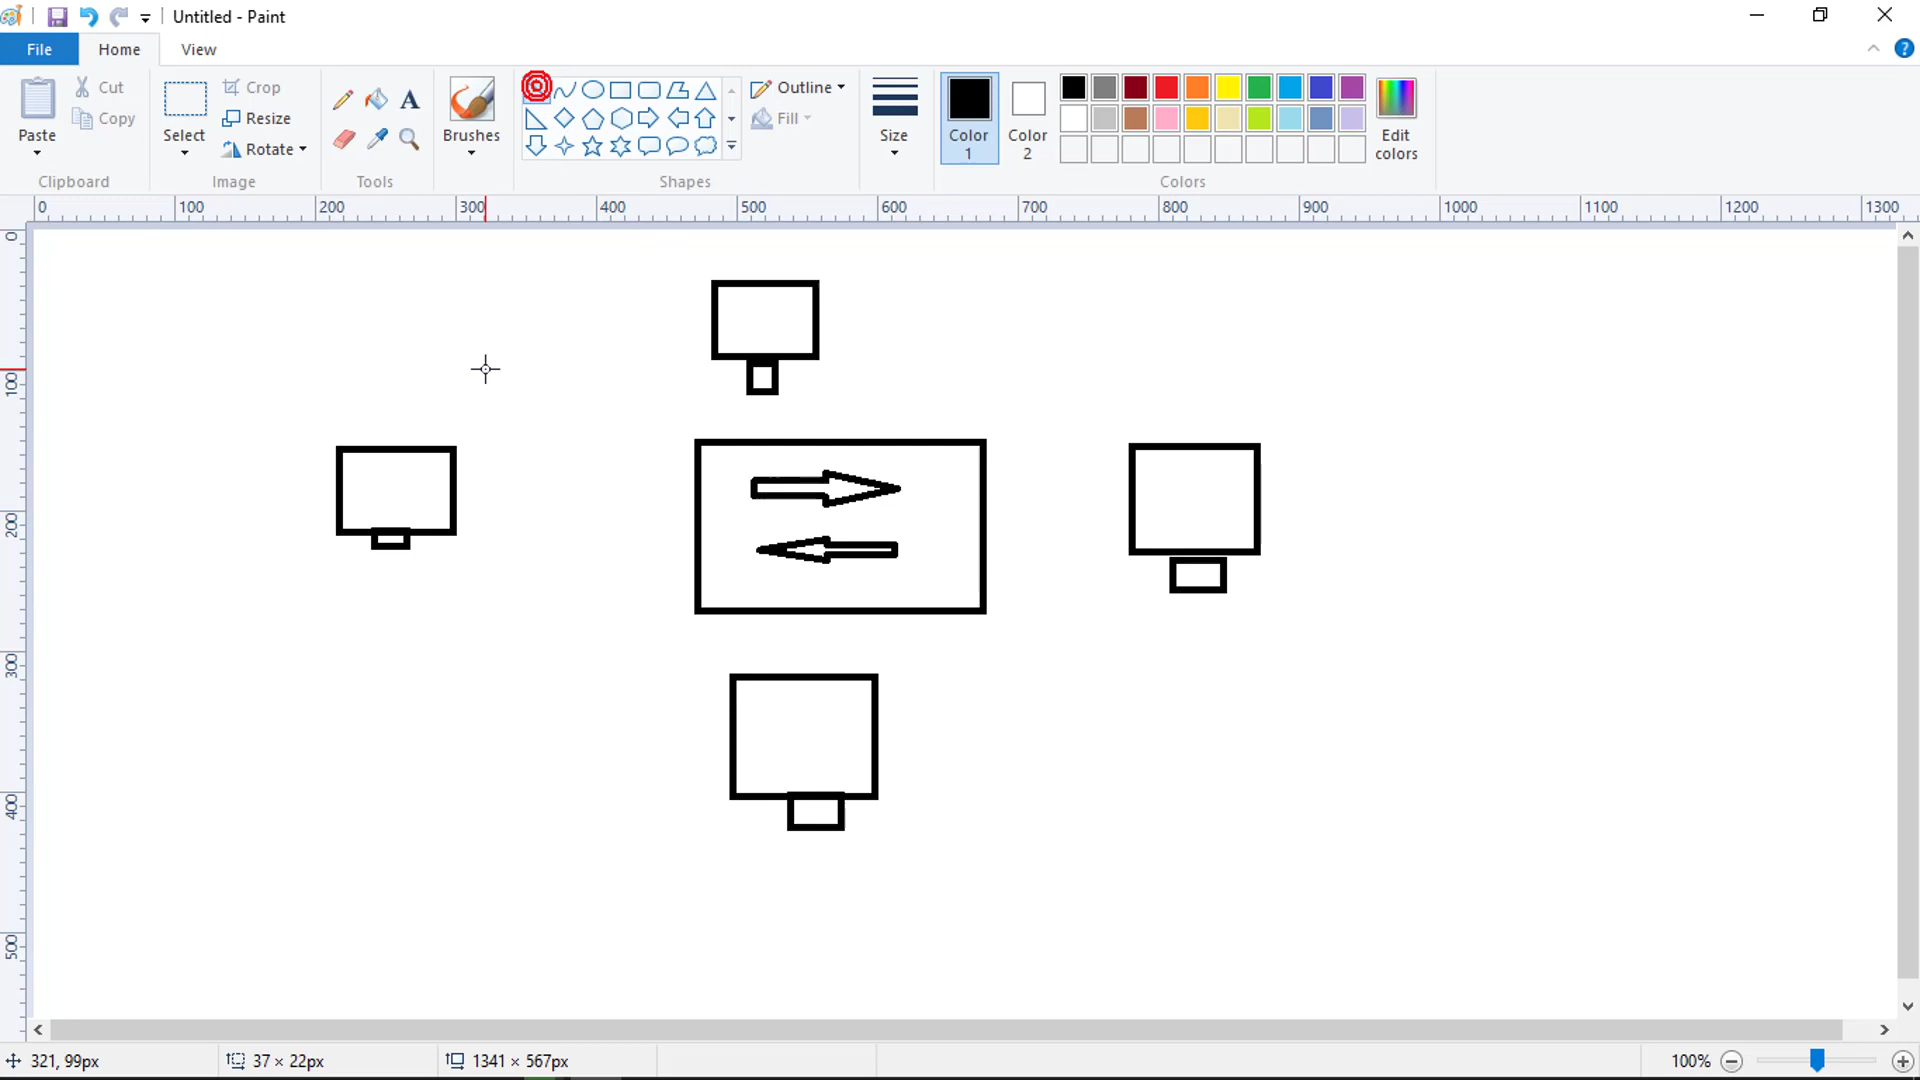 Untitled - Paint
File Home View
Paste Cut Copy Clipboard
Select Crop Resize Rotate Image
Tools
Brushes
Shapes
Outline Fill
Size
Color 1 Color 2
Edit colors
Colors
0 100 200 300 400 500 600 700 800 900 1000 1100 1200 1300
0
100
200
300
400
500
321, 99px 37 × 22px 1341 × 567px 100%